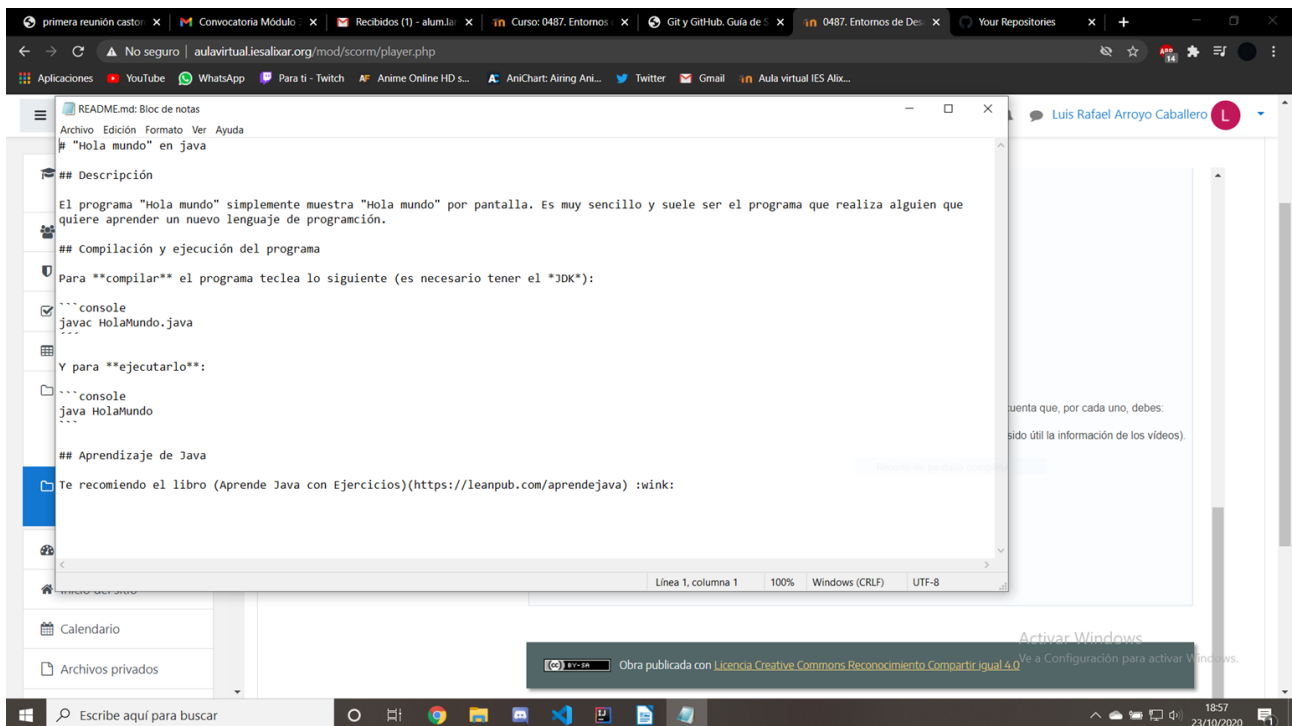 primera reunión castor
Convocatoria Módulo
Recibidos (1) - alum.lar
Curso: 0487. Entornos
Git y GitHub. Guía de S
0487. Entornos de Des
Your Repositories
No seguro | aulavirtual.iesalixar.org/mod/scorm/player.php
14
Aplicaciones YouTube WhatsApp Para ti - Twitch Anime Online HD s... AniChart: Airing Ani... Twitter Gmail Aula virtual IES Alix...
README.md: Bloc de notas
Luis Rafael Arroyo Caballero L
Archivo Edición Formato Ver Ayuda
# "Hola mundo" en java
## Descripción
El programa "Hola mundo" simplemente muestra "Hola mundo" por pantalla. Es muy sencillo y suele ser el programa que realiza alguien que
quiere aprender un nuevo lenguaje de programción.
## Compilación y ejecución del programa
Para **compilar** el programa teclea lo siguiente (es necesario tener el *JDK*):
```console
javac HolaMundo.java
´´´
Y para **ejecutarlo**:
```console
java HolaMundo
```
## Aprendizaje de Java
Te recomiendo el libro (Aprende Java con Ejercicios)(https://leanpub.com/aprendejava) :wink:
cuenta que, por cada uno, debes:
sido útil la información de los vídeos).
Línea 1, columna 1 100% Windows (CRLF) UTF-8
Inicio del sitio
Calendario
Archivos privados
Activar Windows
Ve a Configuración para activar Windows.
(cc) BY-SA Obra publicada con Licencia Creative Commons Reconocimiento Compartir igual 4.0
Escribe aquí para buscar
18:57
23/10/2020